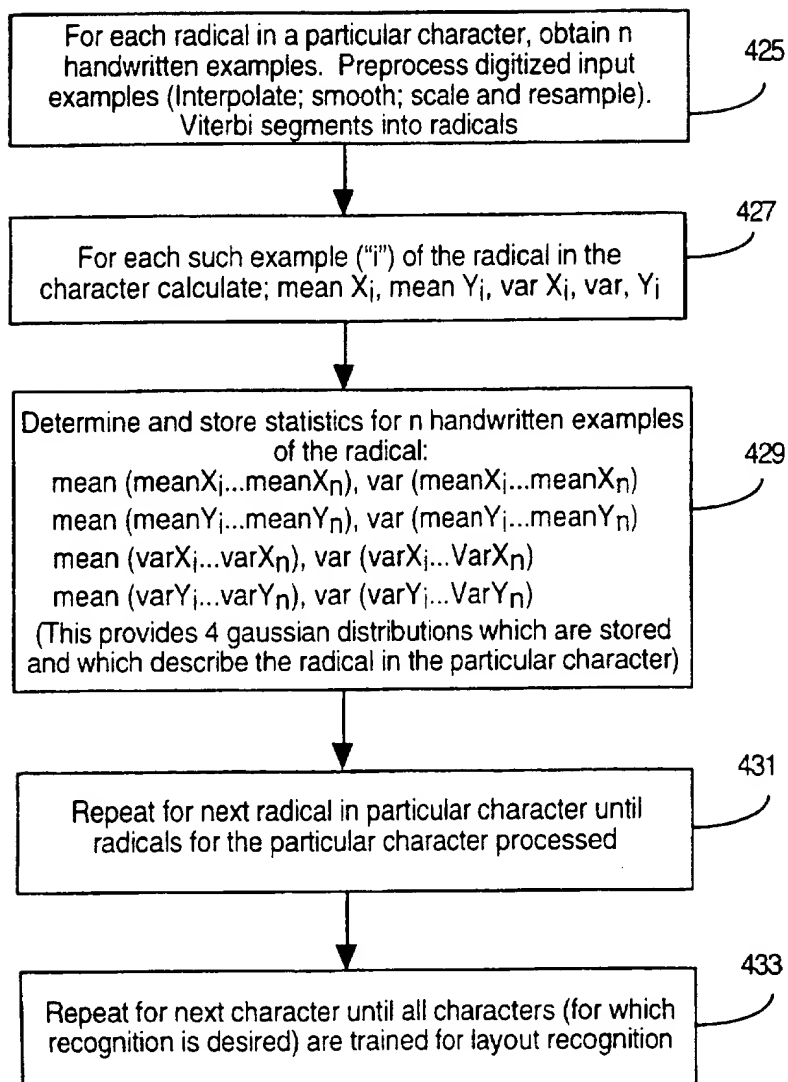 For each radical in a particular character, obtain n
handwritten examples. Preprocess digitized input
examples (Interpolate; smooth; scale and resample).
Viterbi segments into radicals
425
For each such example ("i") of the radical in the
character calculate; mean Xi, mean Yi, var Xi, var, Yi
427
Determine and store statistics for n handwritten examples
of the radical:
mean (meanXi...meanXn), var (meanXi...meanXn)
mean (meanYi...meanYn), var (meanYi...meanYn)
mean (varXi...varXn), var (varXi...VarXn)
mean (varYi...varYn), var (varYi...VarYn)
(This provides 4 gaussian distributions which are stored
and which describe the radical in the particular character)
429
Repeat for next radical in particular character until
radicals for the particular character processed
431
Repeat for next character until all characters (for which
recognition is desired) are trained for layout recognition
433